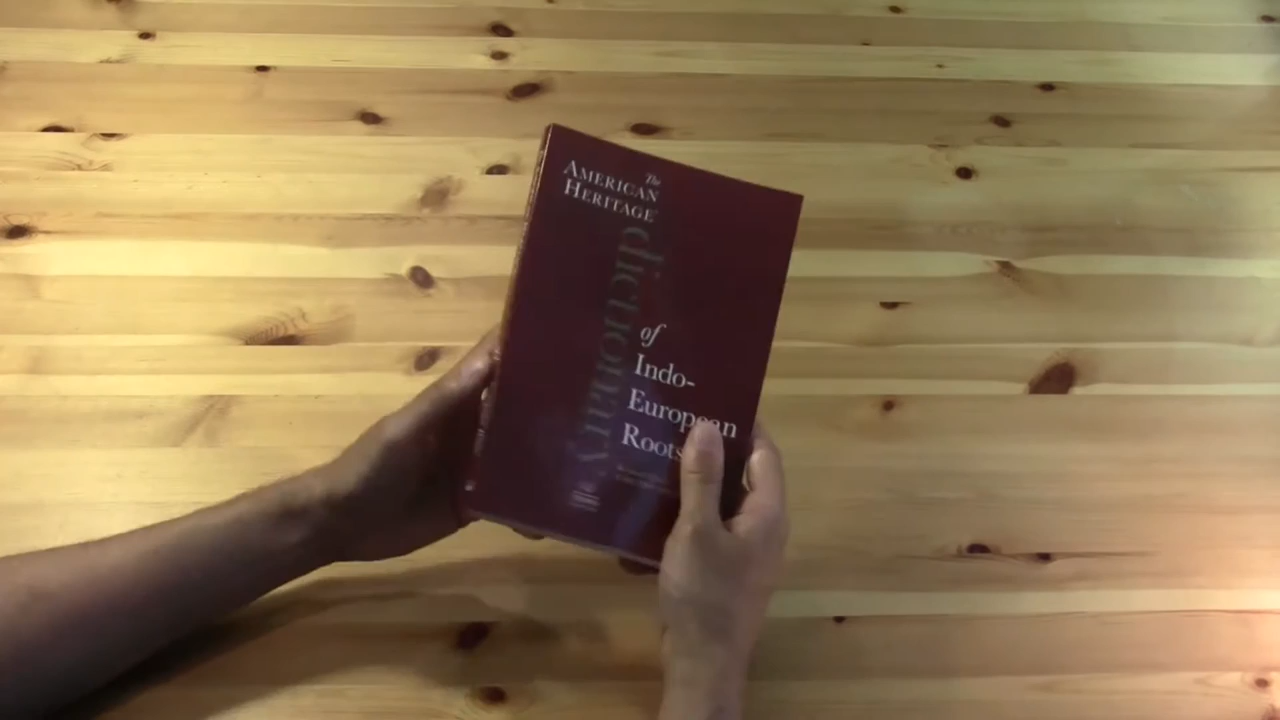 The
AMERICAN
HERITAGE
dictionary
of
Indo-
European
Roots